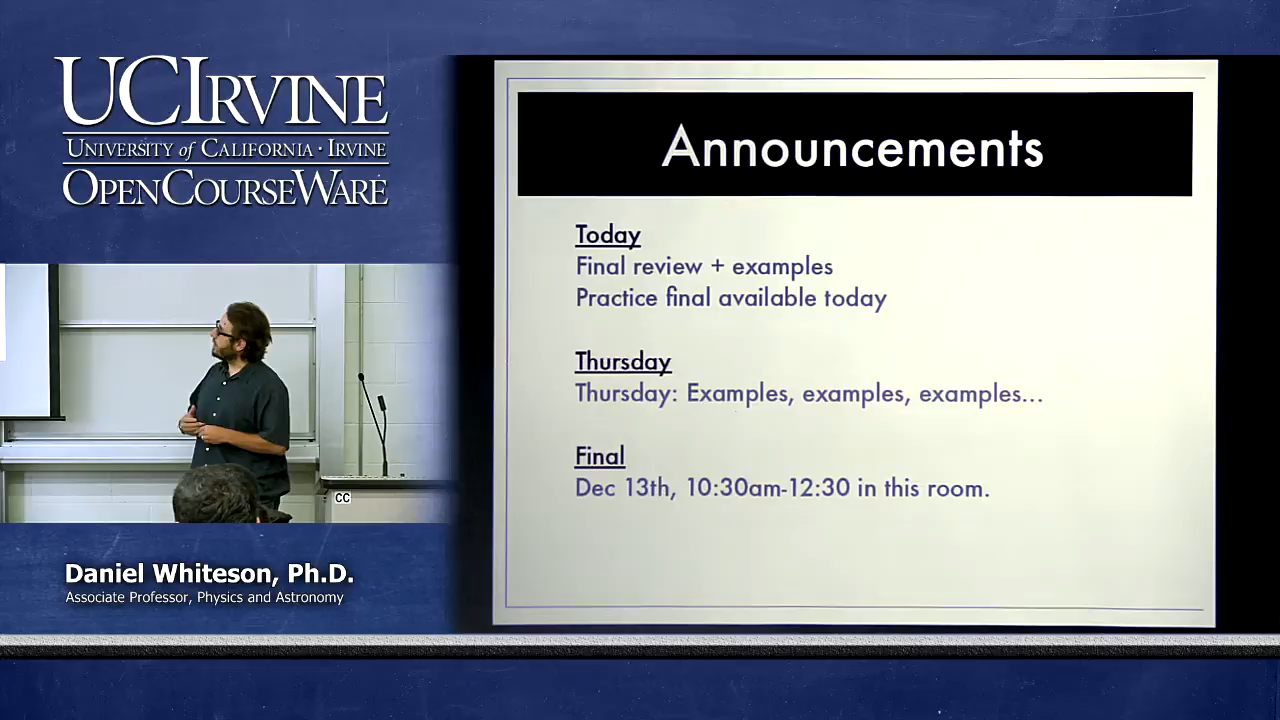 UCIRVINE
UNIVERSITY of CALIFORNIA · IRVINE
OPENCOURSEWARE
Announcements
Today
Final review + examples
Practice final available today
Thursday
Thursday: Examples, examples, examples...
Final
Dec 13th, 10:30am-12:30 in this room.
CC
Daniel Whiteson, Ph.D.
Associate Professor, Physics and Astronomy